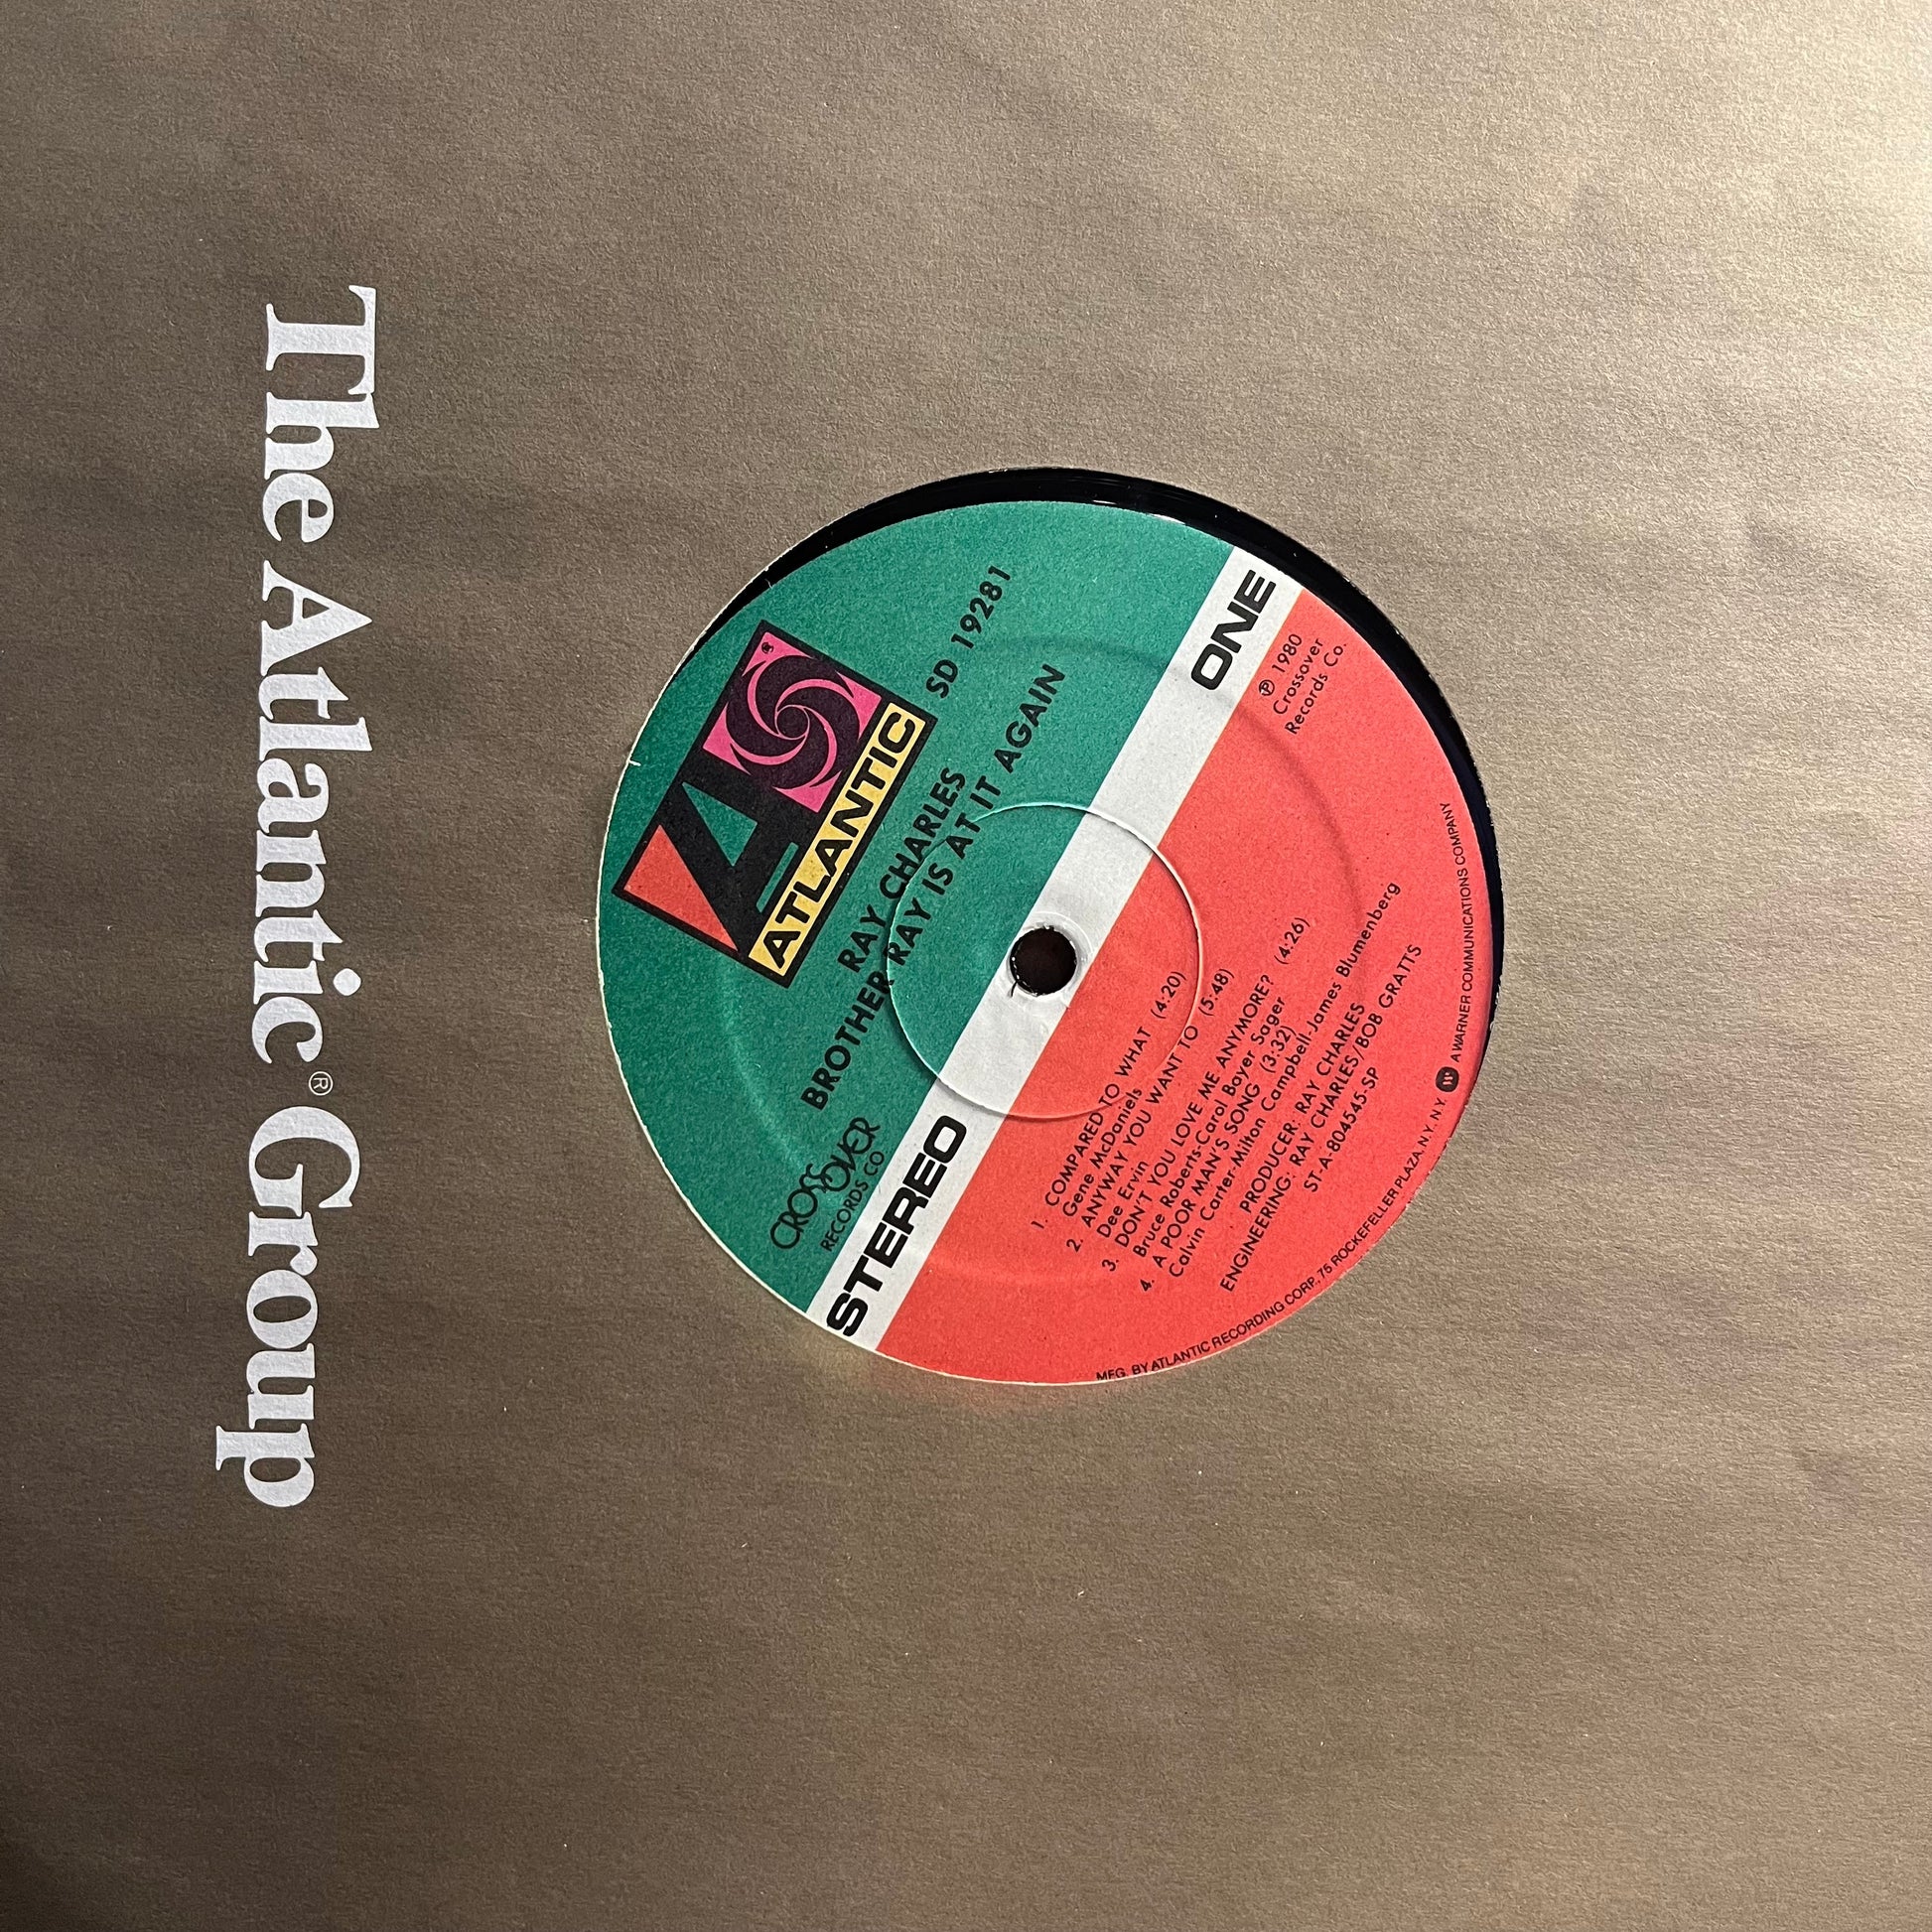 The Atlantic® Group
ATLANTIC
®
SD 19281
RAY CHARLES
BROTHER RAY IS AT IT AGAIN
CROSSOVER
RECORDS CO
STEREO
ONE
℗ 1980
Crossover
Records Co.
1. COMPARED TO WHAT (4:20)
Gene McDaniels
2. ANYWAY YOU WANT TO (5:48)
Dee Ervin
3. DON'T YOU LOVE ME ANYMORE? (4:26)
Bruce Roberts-Carol Bayer Sager
4. A POOR MAN'S SONG (3:32)
Calvin Carter-Milton Campbell-James Blumenberg
PRODUCER: RAY CHARLES
ENGINEERING: RAY CHARLES/BOB GRATTS
ST-A-804545-SP
MFG. BY ATLANTIC RECORDING CORP., 75 ROCKEFELLER PLAZA, N.Y. N.Y. A WARNER COMMUNICATIONS COMPANY